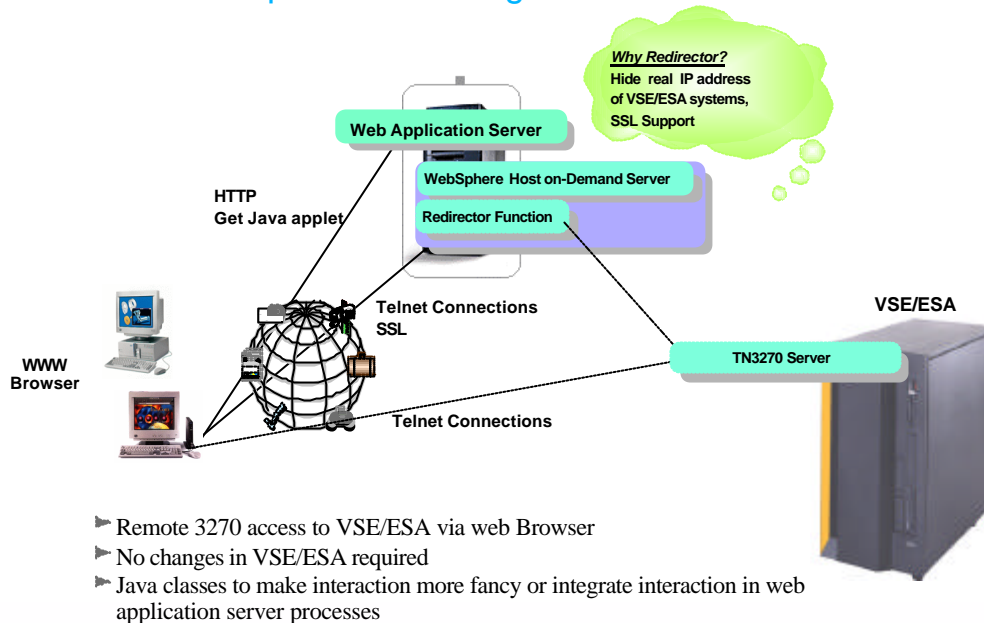 Why Redirector?
Hide real IP address
of VSE/ESA systems,
SSL Support
Web Application Server
WebSphere Host on-Demand Server
HTTP
Get Java applet
Redirector Function
Telnet Connections
SSL
VSE/ESA
TN3270 Server
WWW
Browser
Telnet Connections
Remote 3270 access to VSE/ESA via web Browser
No changes in VSE/ESA required
Java classes to make interaction more fancy or integrate interaction in web
application server processes